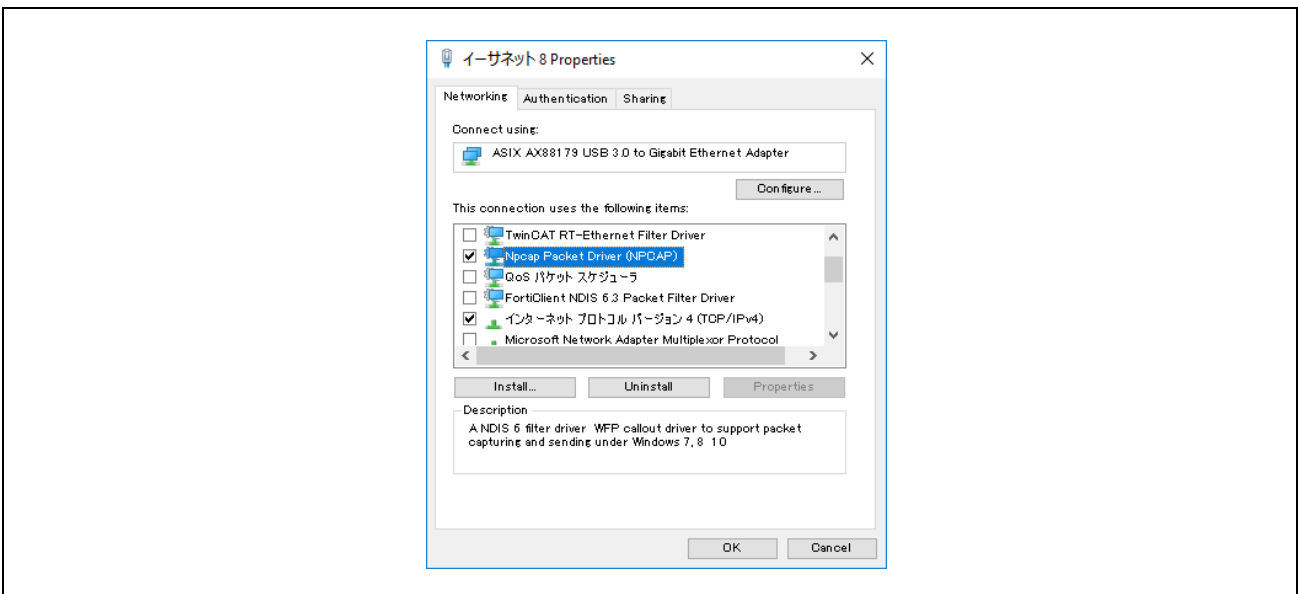 イーサネット 8 Properties
Networking Authentication Sharing
Connect using:
ASIX AX88179 USB 3.0 to Gigabit Ethernet Adapter
Configure...
This connection uses the following items:
TwinCAT RT-Ethernet Filter Driver
Npcap Packet Driver (NPCAP)
QoS パケット スケジューラ
FortiClient NDIS 6.3 Packet Filter Driver
インターネット プロトコル バージョン 4 (TCP/IPv4)
Microsoft Network Adapter Multiplexor Protocol
Install... Uninstall Properties
Description
A NDIS 6 filter driver WFP callout driver to support packet
capturing and sending under Windows 7, 8 10
OK Cancel